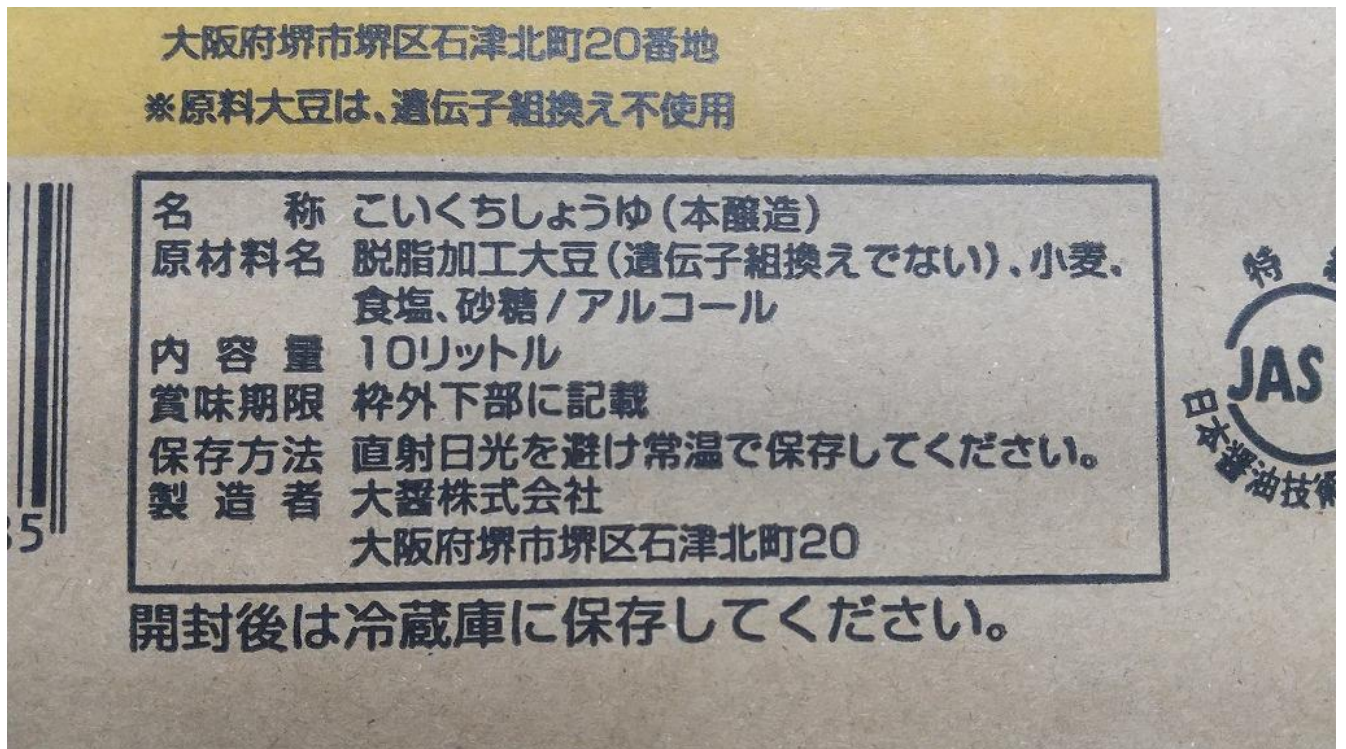 大阪府堺市堺区石津北町20番地
※原料大豆は、遺伝子組換え不使用
名　　称 こいくちしょうゆ(本醸造)
原材料名 脱脂加工大豆(遺伝子組換えでない)、小麦、
食塩、砂糖/アルコール
内 容 量 10リットル
賞味期限 枠外下部に記載
保存方法 直射日光を避け常温で保存してください。
製 造 者 大醤株式会社
大阪府堺市堺区石津北町20
開封後は冷蔵庫に保存してください。
35
特
JAS
日本醤油技術